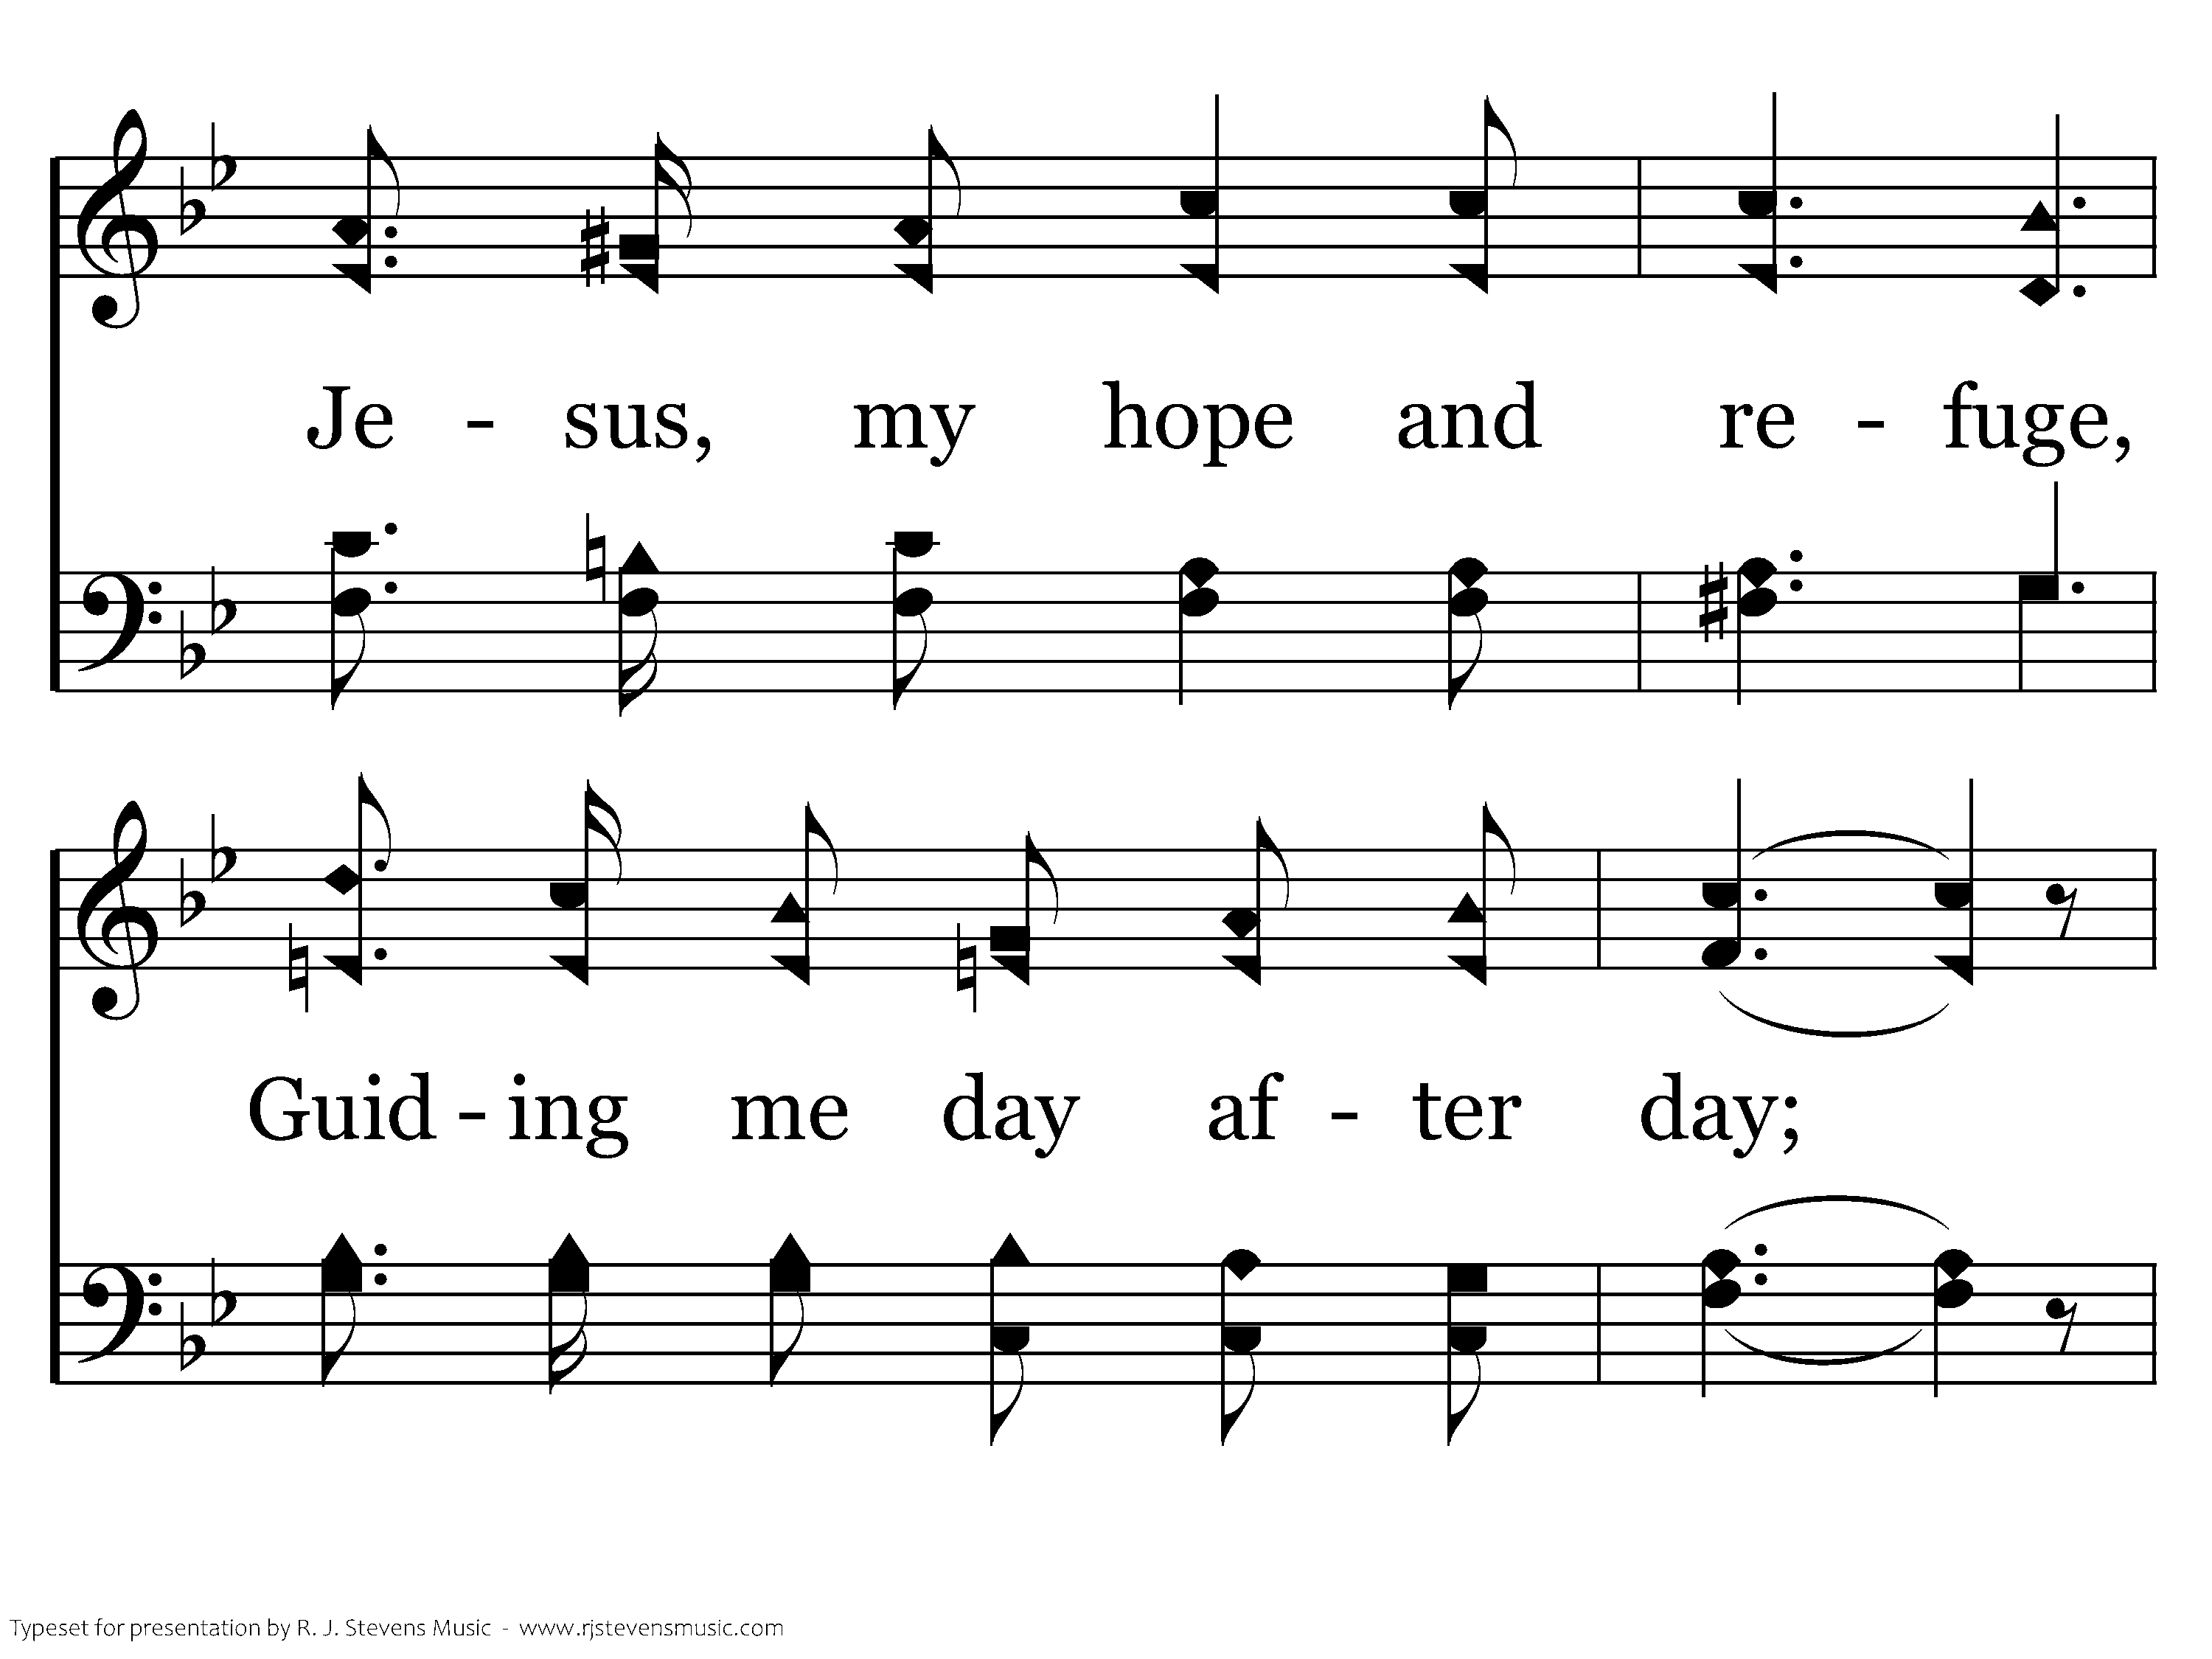 Je - sus, my hope and re - fuge,
Guid - ing me day af - ter day;
Typeset for presentation by R. J. Stevens Music - www.rjstevensmusic.com